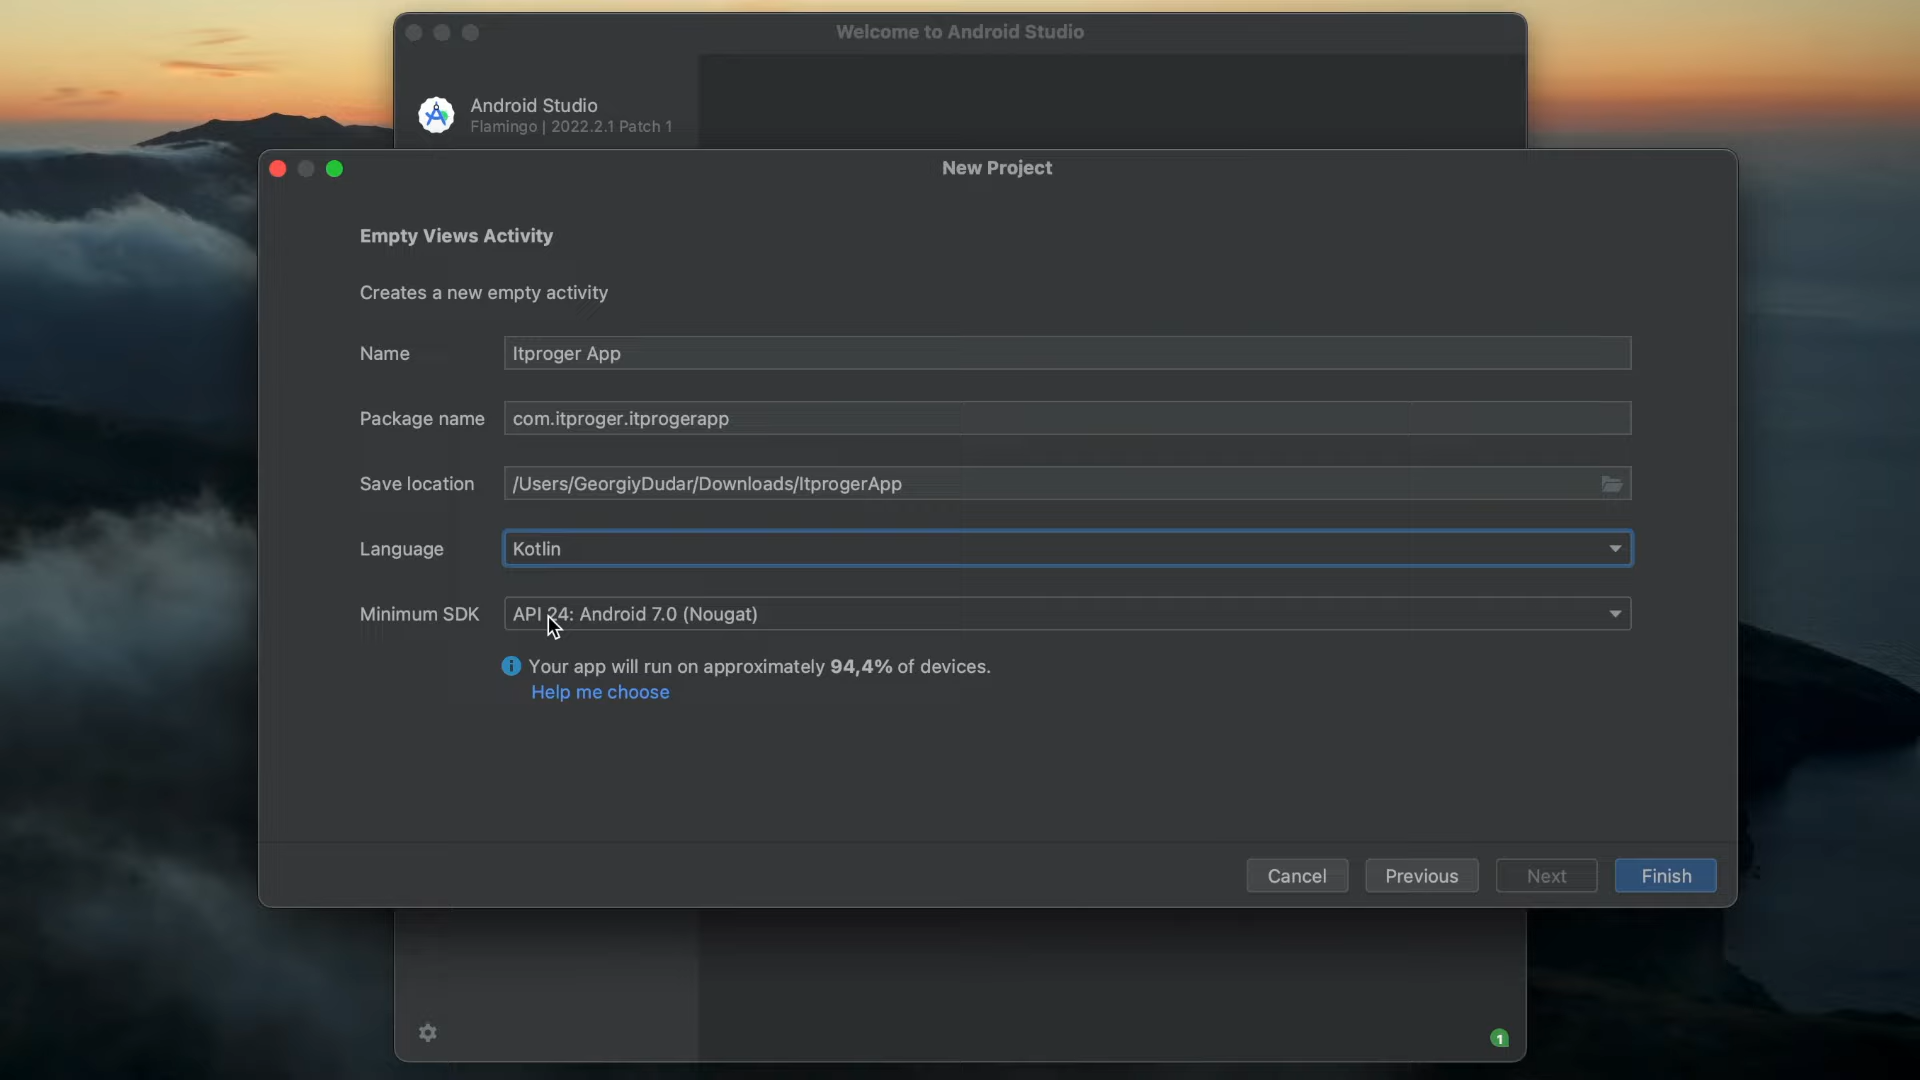 Welcome to Android Studio
Android Studio
Flamingo | 2022.2.1 Patch 1
New Project
Empty Views Activity
Creates a new empty activity
Name Itproger App
Package name com.itproger.itprogerapp
Save location /Users/GeorgiyDudar/Downloads/ItprogerApp
Language Kotlin
Minimum SDK API 24: Android 7.0 (Nougat)
Your app will run on approximately 94,4% of devices.
Help me choose
Cancel Previous Next Finish
1